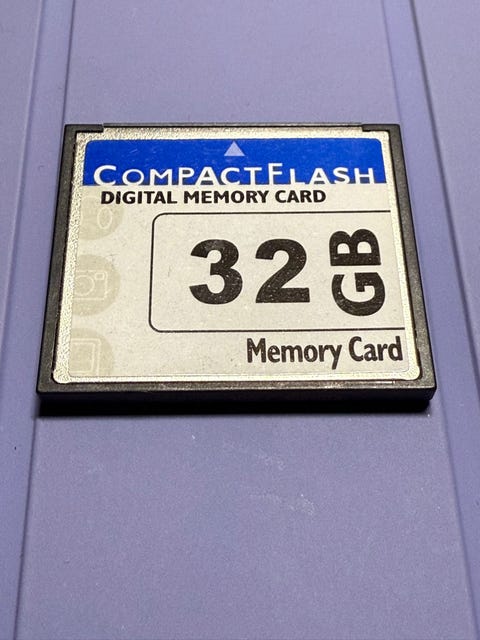 COMPACTFLASH
DIGITAL MEMORY CARD
32 GB
Memory Card